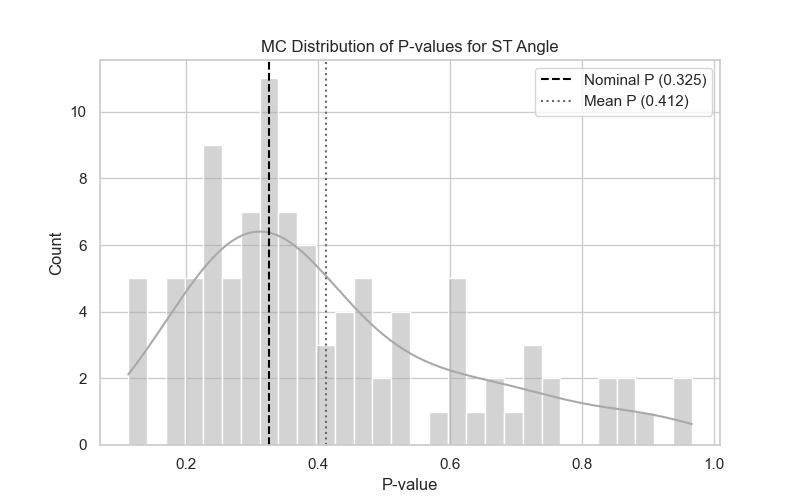 MC Distribution of P-values for ST Angle
Nominal P (0.325)
Mean P (0.412)
Count
10
8
6
4
2
0
0.2
0.4
0.6
0.8
1.0
P-value